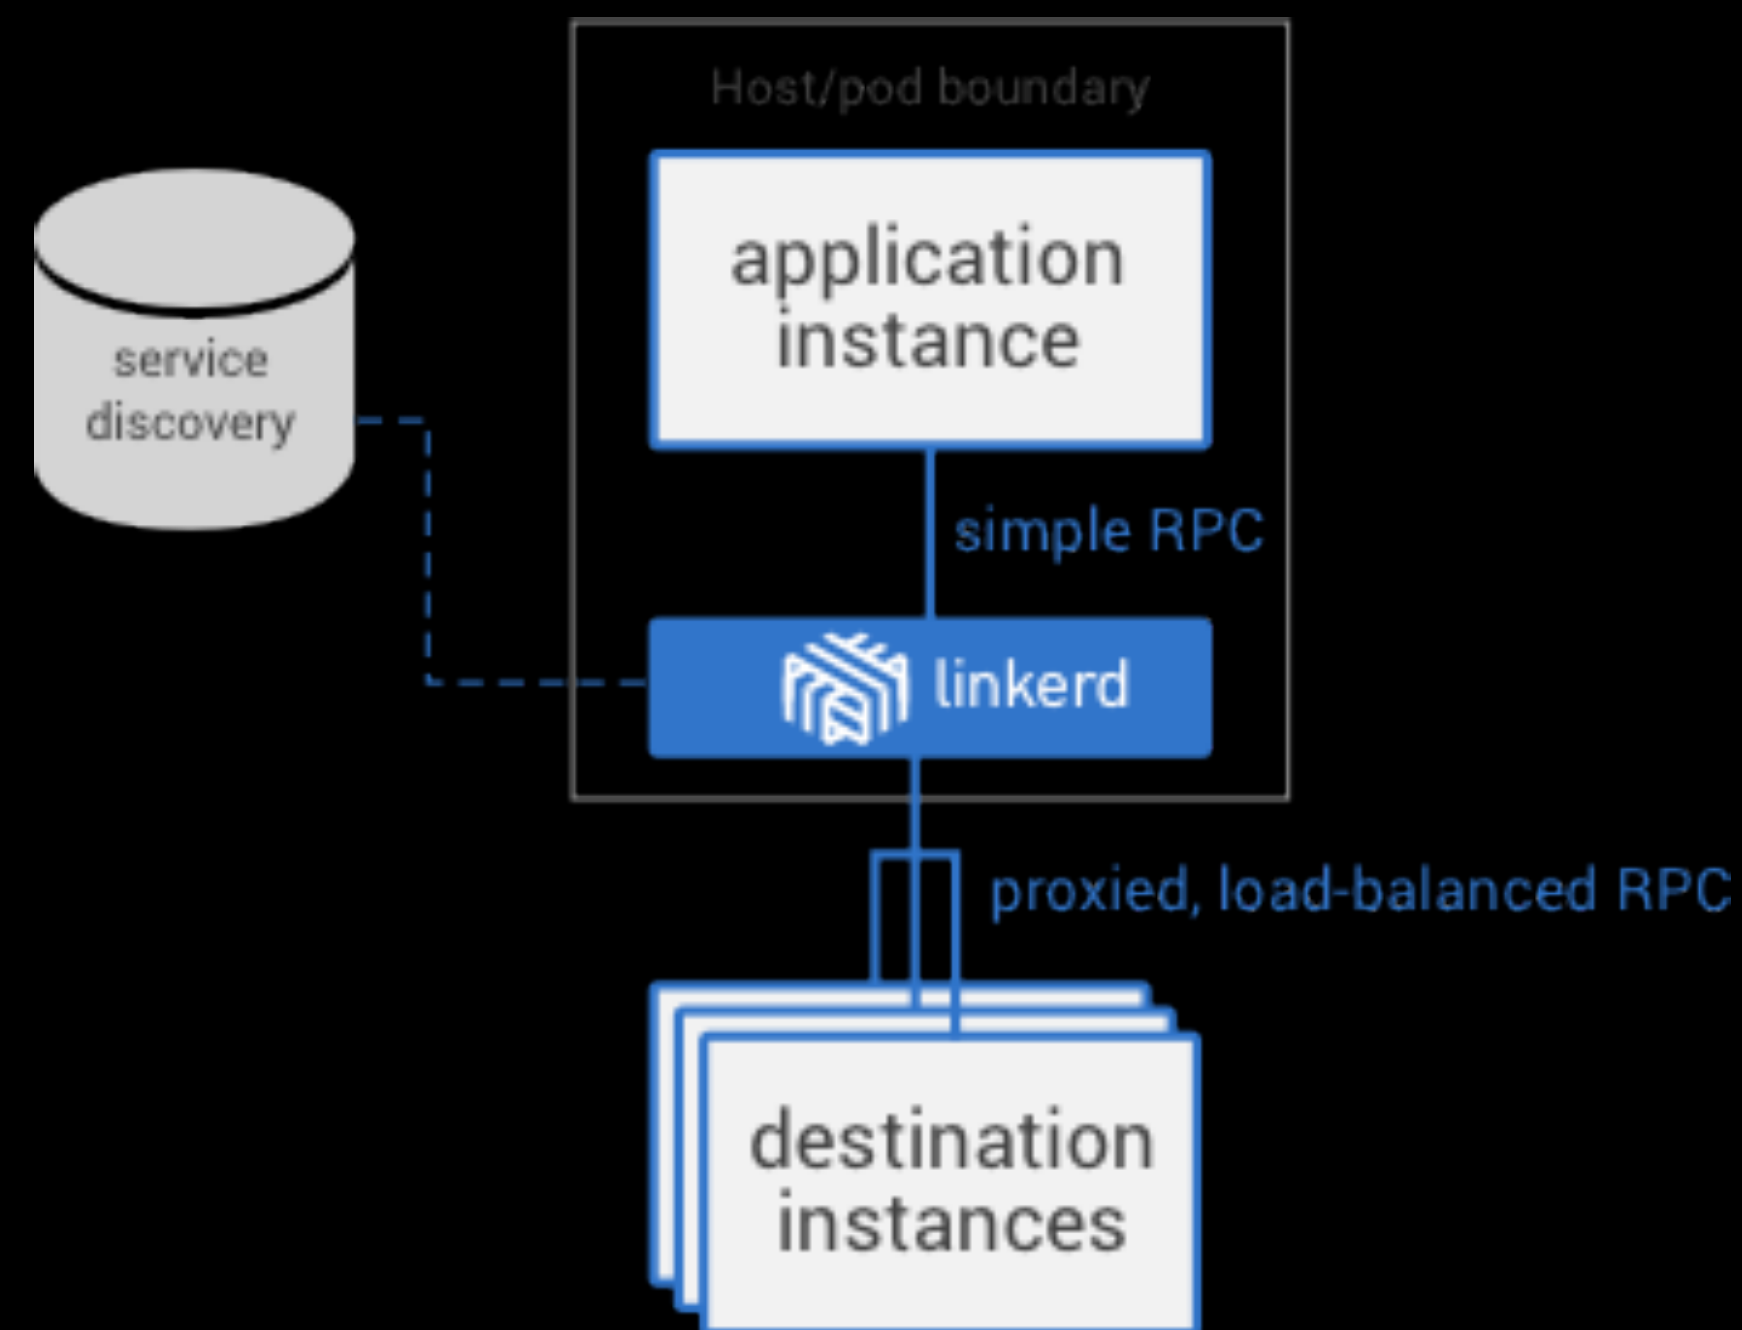 Host/pod boundary
application
instance
service
discovery
simple RPC
linkerd
proxied, load-balanced RPC
destination
instances